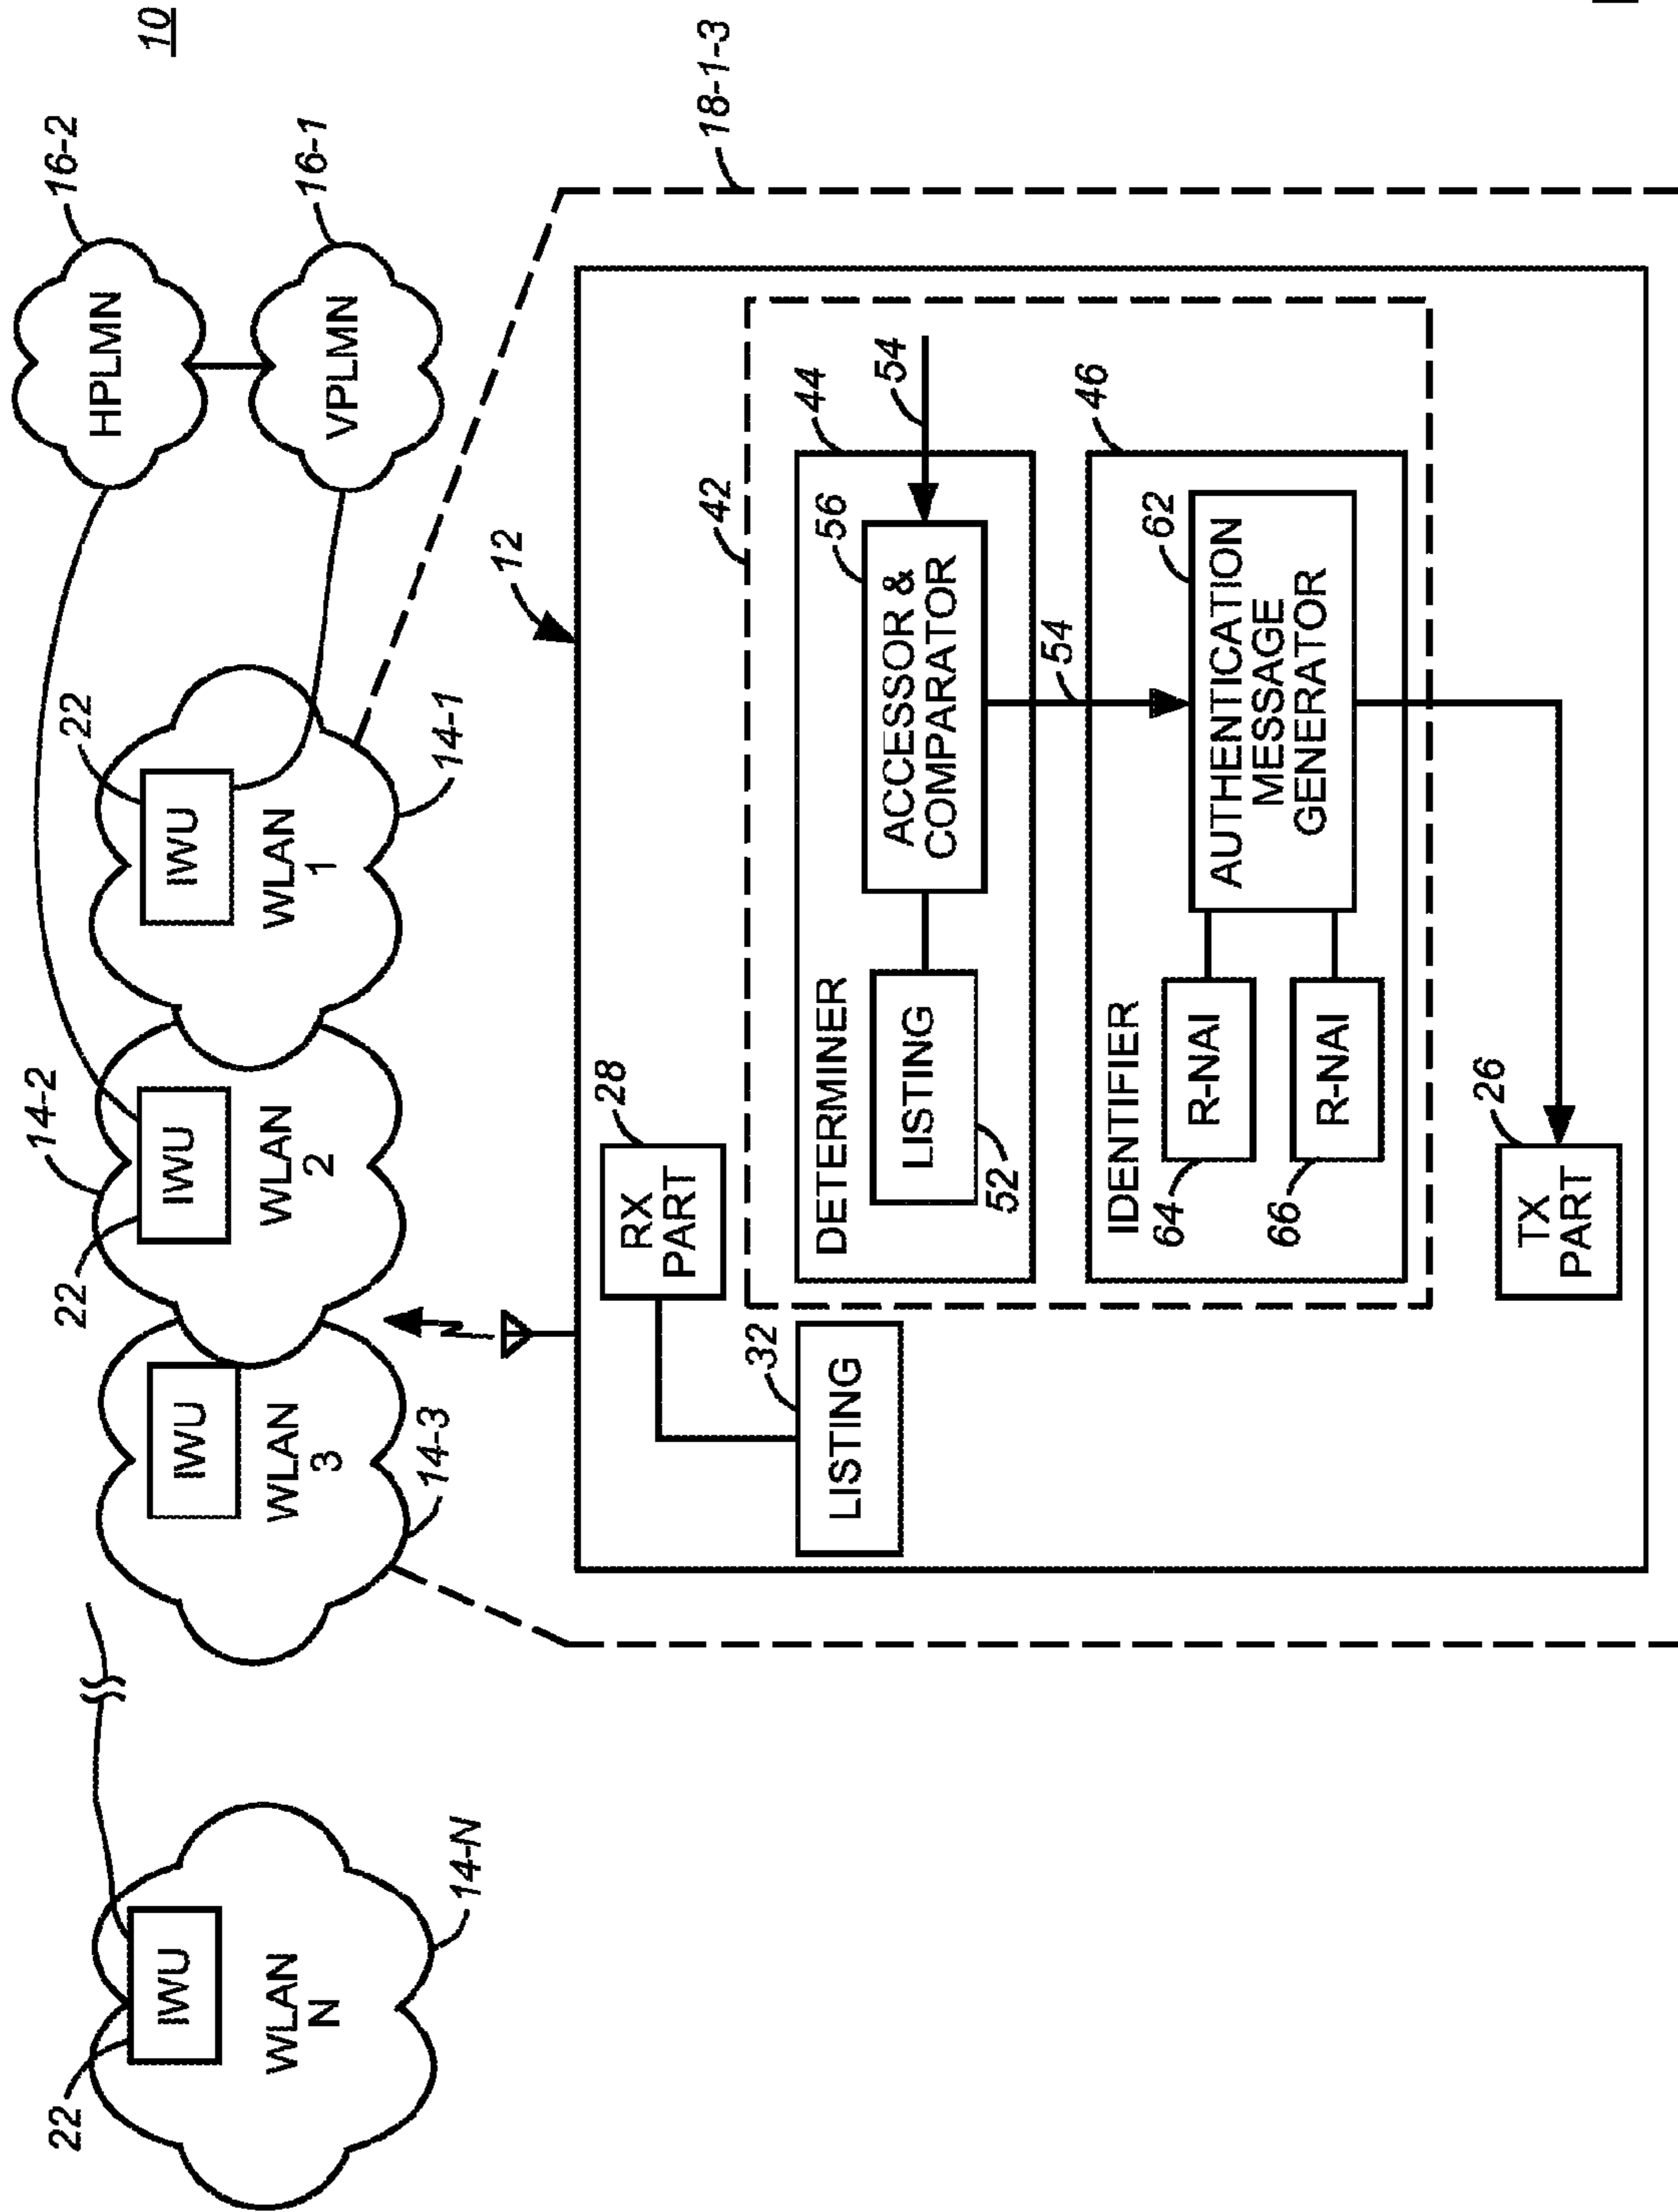 10
16-2
HPLMN
16-1
VPLMN
18-1-3
22
IWU
WLAN
1
14-1
14-2
22
IWU
WLAN
2
IWU
WLAN
3
14-3
22
IWU
WLAN
N
14-N
12
28
RX
PART
32
LISTING
42
44
DETERMINER
54
56
ACCESSOR &
COMPARATOR
LISTING
52
54
46
IDENTIFIER
62
AUTHENTICATION
MESSAGE
GENERATOR
R-NAI
64
R-NAI
66
26
TX
PART